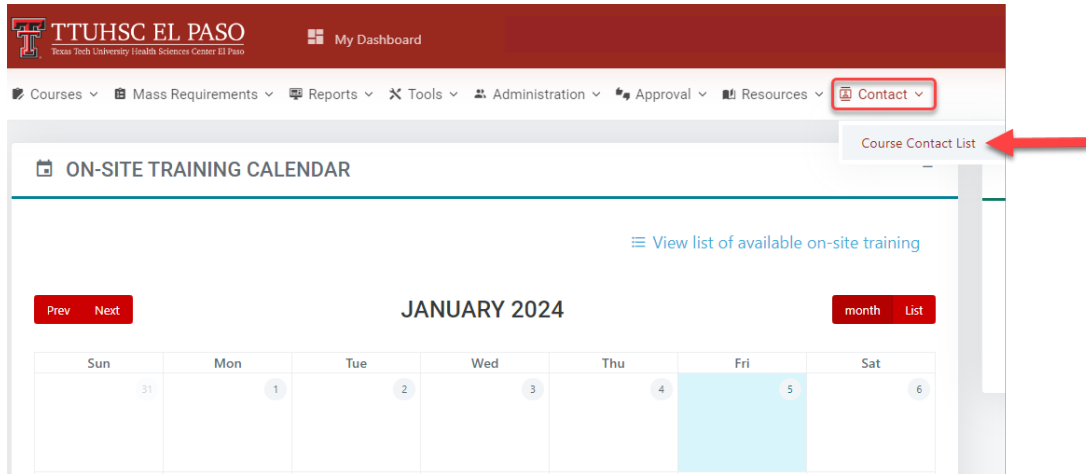 TTUHSC EL PASO
Texas Tech University Health Sciences Center El Paso
My Dashboard
Courses Mass Requirements Reports Tools Administration Approval Resources Contact
Course Contact List
ON-SITE TRAINING CALENDAR
View list of available on-site training
Prev Next JANUARY 2024 month List
Sun Mon Tue Wed Thu Fri Sat
31 1 2 3 4 5 6